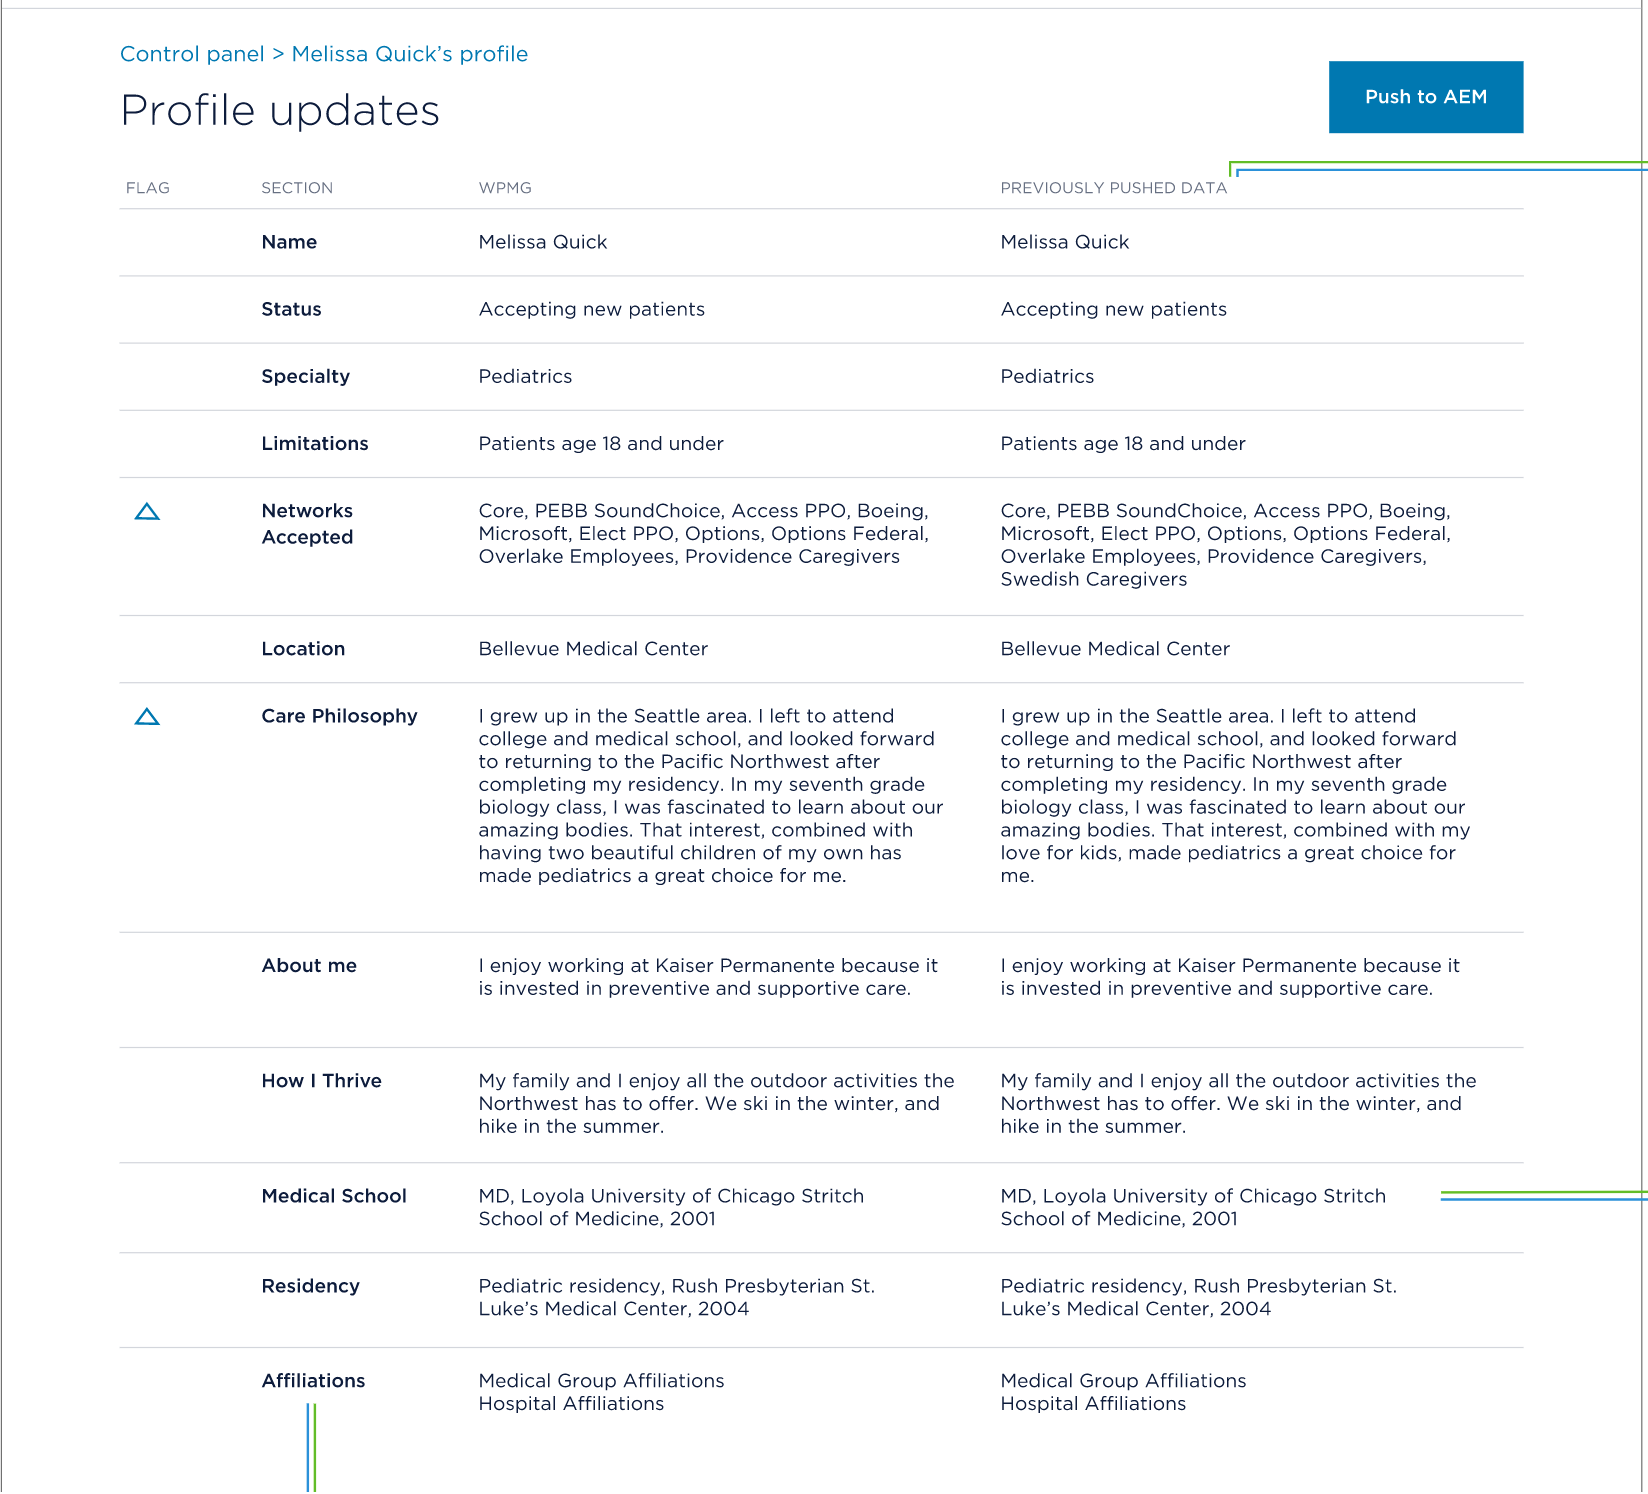 Control panel > Melissa Quick’s profile
Profile updates
Push to AEM
FLAG SECTION WPMG PREVIOUSLY PUSHED DATA
Name Melissa Quick Melissa Quick
Status Accepting new patients Accepting new patients
Specialty Pediatrics Pediatrics
Limitations Patients age 18 and under Patients age 18 and under
Networks
Accepted
Core, PEBB SoundChoice, Access PPO, Boeing,
Microsoft, Elect PPO, Options, Options Federal,
Overlake Employees, Providence Caregivers
Core, PEBB SoundChoice, Access PPO, Boeing,
Microsoft, Elect PPO, Options, Options Federal,
Overlake Employees, Providence Caregivers,
Swedish Caregivers
Location Bellevue Medical Center Bellevue Medical Center
Care Philosophy
I grew up in the Seattle area. I left to attend
college and medical school, and looked forward
to returning to the Pacific Northwest after
completing my residency. In my seventh grade
biology class, I was fascinated to learn about our
amazing bodies. That interest, combined with
having two beautiful children of my own has
made pediatrics a great choice for me.
I grew up in the Seattle area. I left to attend
college and medical school, and looked forward
to returning to the Pacific Northwest after
completing my residency. In my seventh grade
biology class, I was fascinated to learn about our
amazing bodies. That interest, combined with my
love for kids, made pediatrics a great choice for
me.
About me
I enjoy working at Kaiser Permanente because it
is invested in preventive and supportive care.
I enjoy working at Kaiser Permanente because it
is invested in preventive and supportive care.
How I Thrive
My family and I enjoy all the outdoor activities the
Northwest has to offer. We ski in the winter, and
hike in the summer.
My family and I enjoy all the outdoor activities the
Northwest has to offer. We ski in the winter, and
hike in the summer.
Medical School
MD, Loyola University of Chicago Stritch
School of Medicine, 2001
MD, Loyola University of Chicago Stritch
School of Medicine, 2001
Residency
Pediatric residency, Rush Presbyterian St.
Luke’s Medical Center, 2004
Pediatric residency, Rush Presbyterian St.
Luke’s Medical Center, 2004
Affiliations
Medical Group Affiliations
Hospital Affiliations
Medical Group Affiliations
Hospital Affiliations